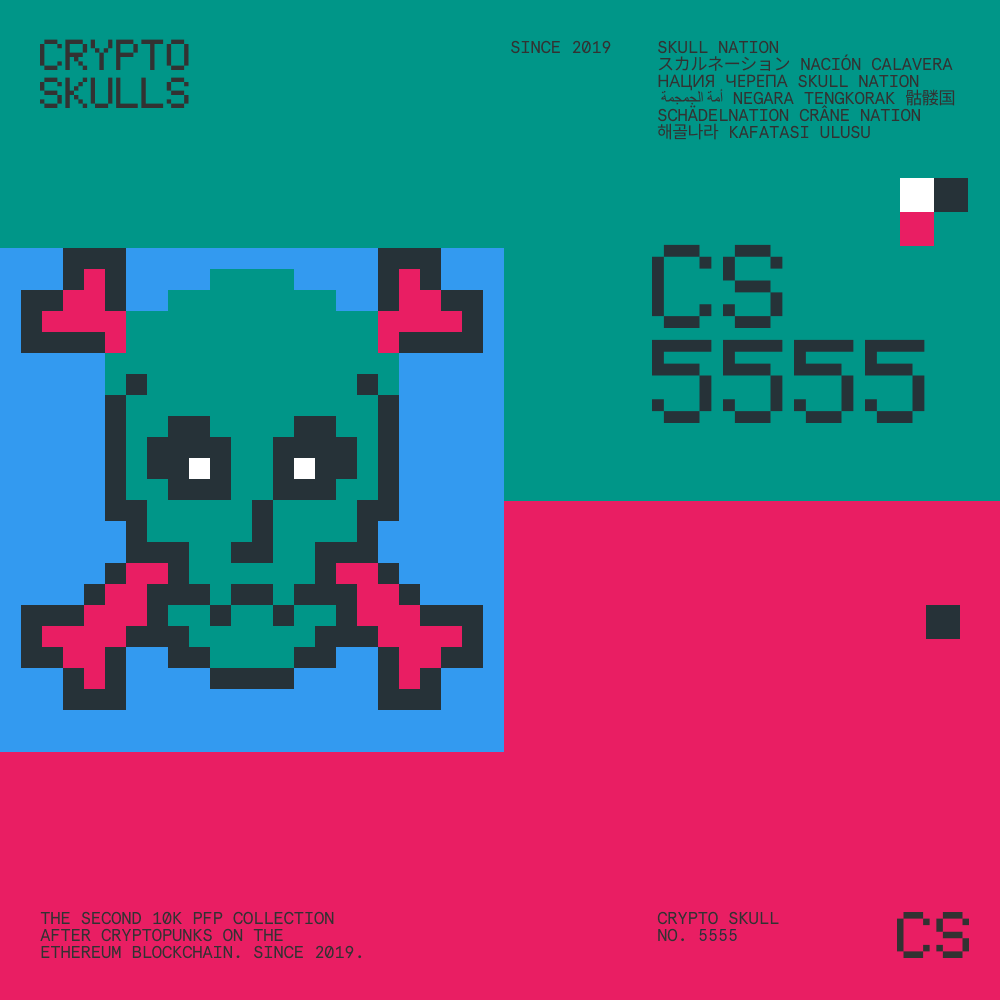 CRYPTO
SKULLS
SINCE 2019
SKULL NATION
スカルネーション NACIÓN CALAVERA
НАЦИЯ ЧЕРЕПА SKULL NATION
أمة الجمجمة NEGARA TENGKORAK 骷髅国
SCHÄDELNATION CRÂNE NATION
해골나라 KAFATASI ULUSU
CS
5555
THE SECOND 10K PFP COLLECTION
AFTER CRYPTOPUNKS ON THE
ETHEREUM BLOCKCHAIN. SINCE 2019.
CRYPTO SKULL
NO. 5555
CS